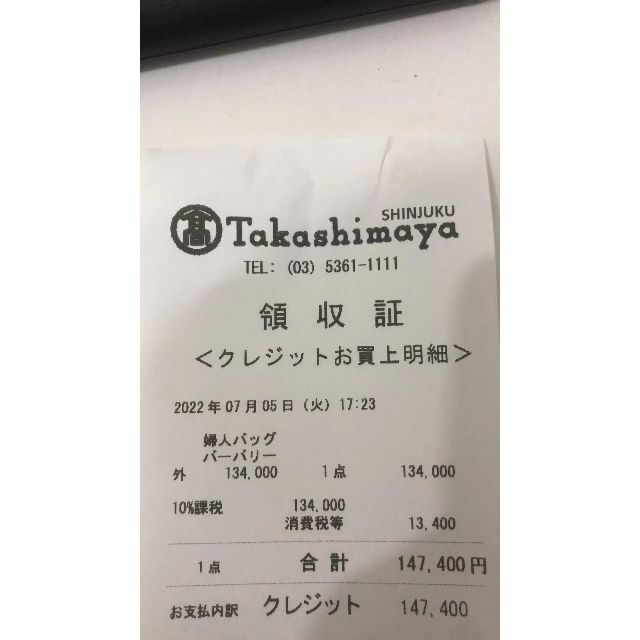 SHINJUKU
髙 Takashimaya
TEL: (03) 5361-1111
領収証
<クレジットお買上明細>
2022年07月05日(火) 17:23
婦人バッグ
バーバリー
外 134,000 1点 134,000
10%課税 134,000
消費税等 13,400
1点 合計 147,400円
お支払内訳 クレジット 147,400